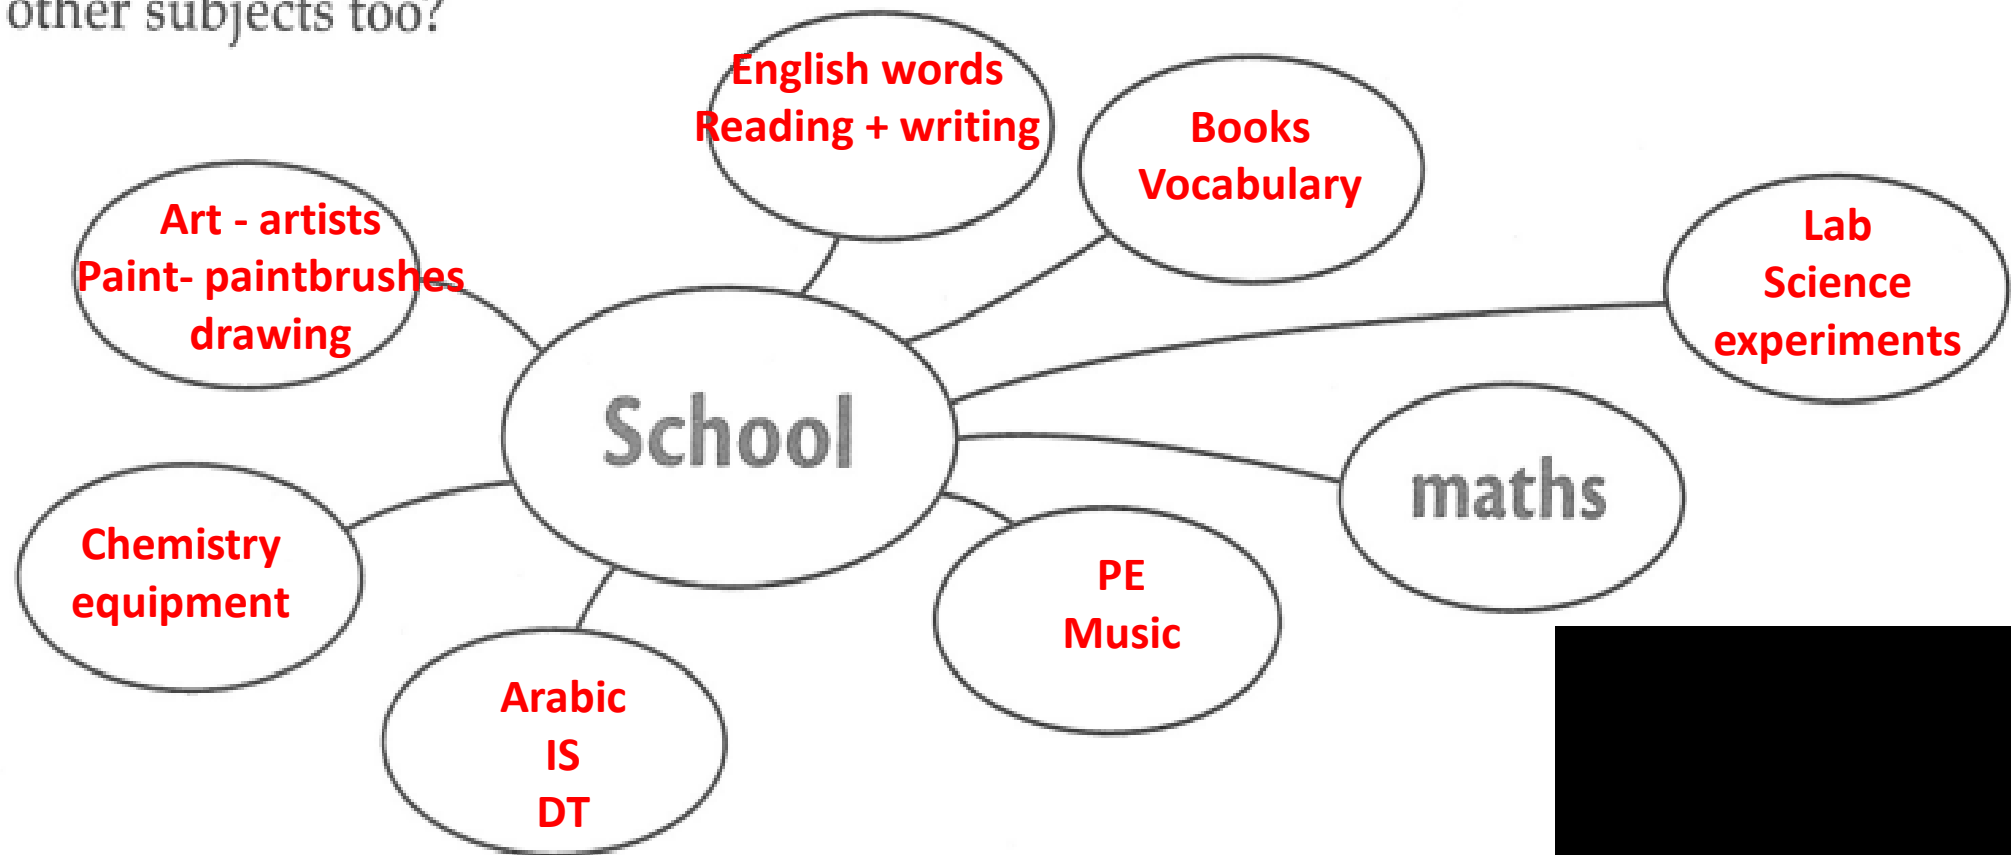 other subjects too?
English words
Reading + writing
Books
Vocabulary
Art - artists
Paint- paintbrushes
drawing
Lab
Science
experiments
School
maths
Chemistry
equipment
PE
Music
Arabic
IS
DT